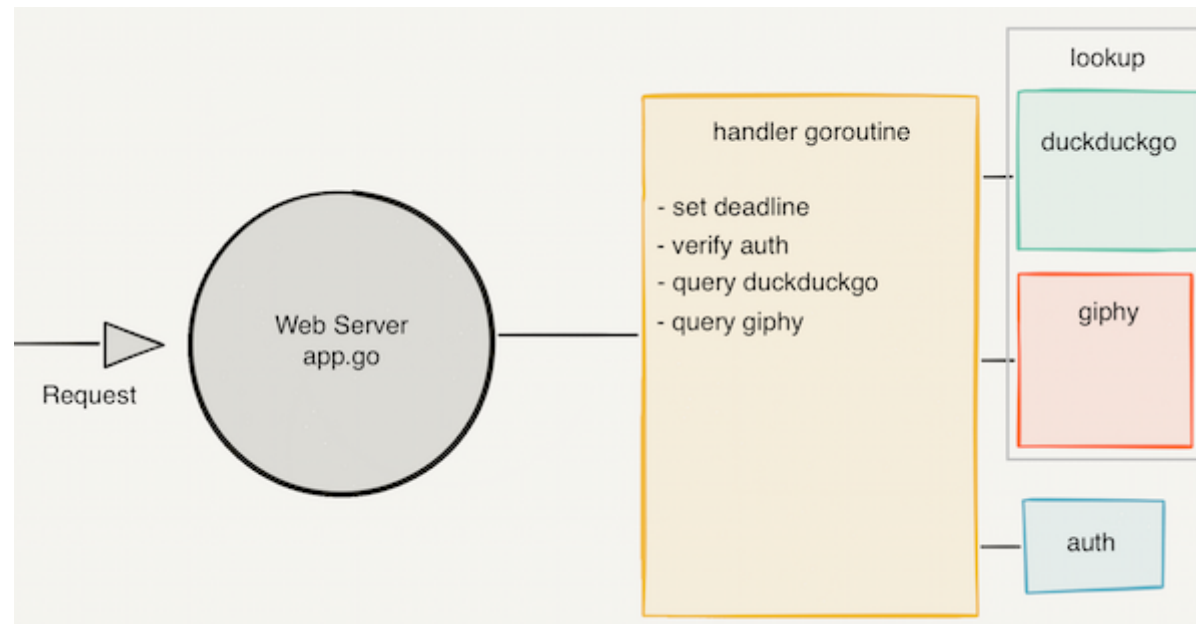 Request
Web Server
app.go
handler goroutine
- set deadline
- verify auth
- query duckduckgo
- query giphy
lookup
duckduckgo
giphy
auth